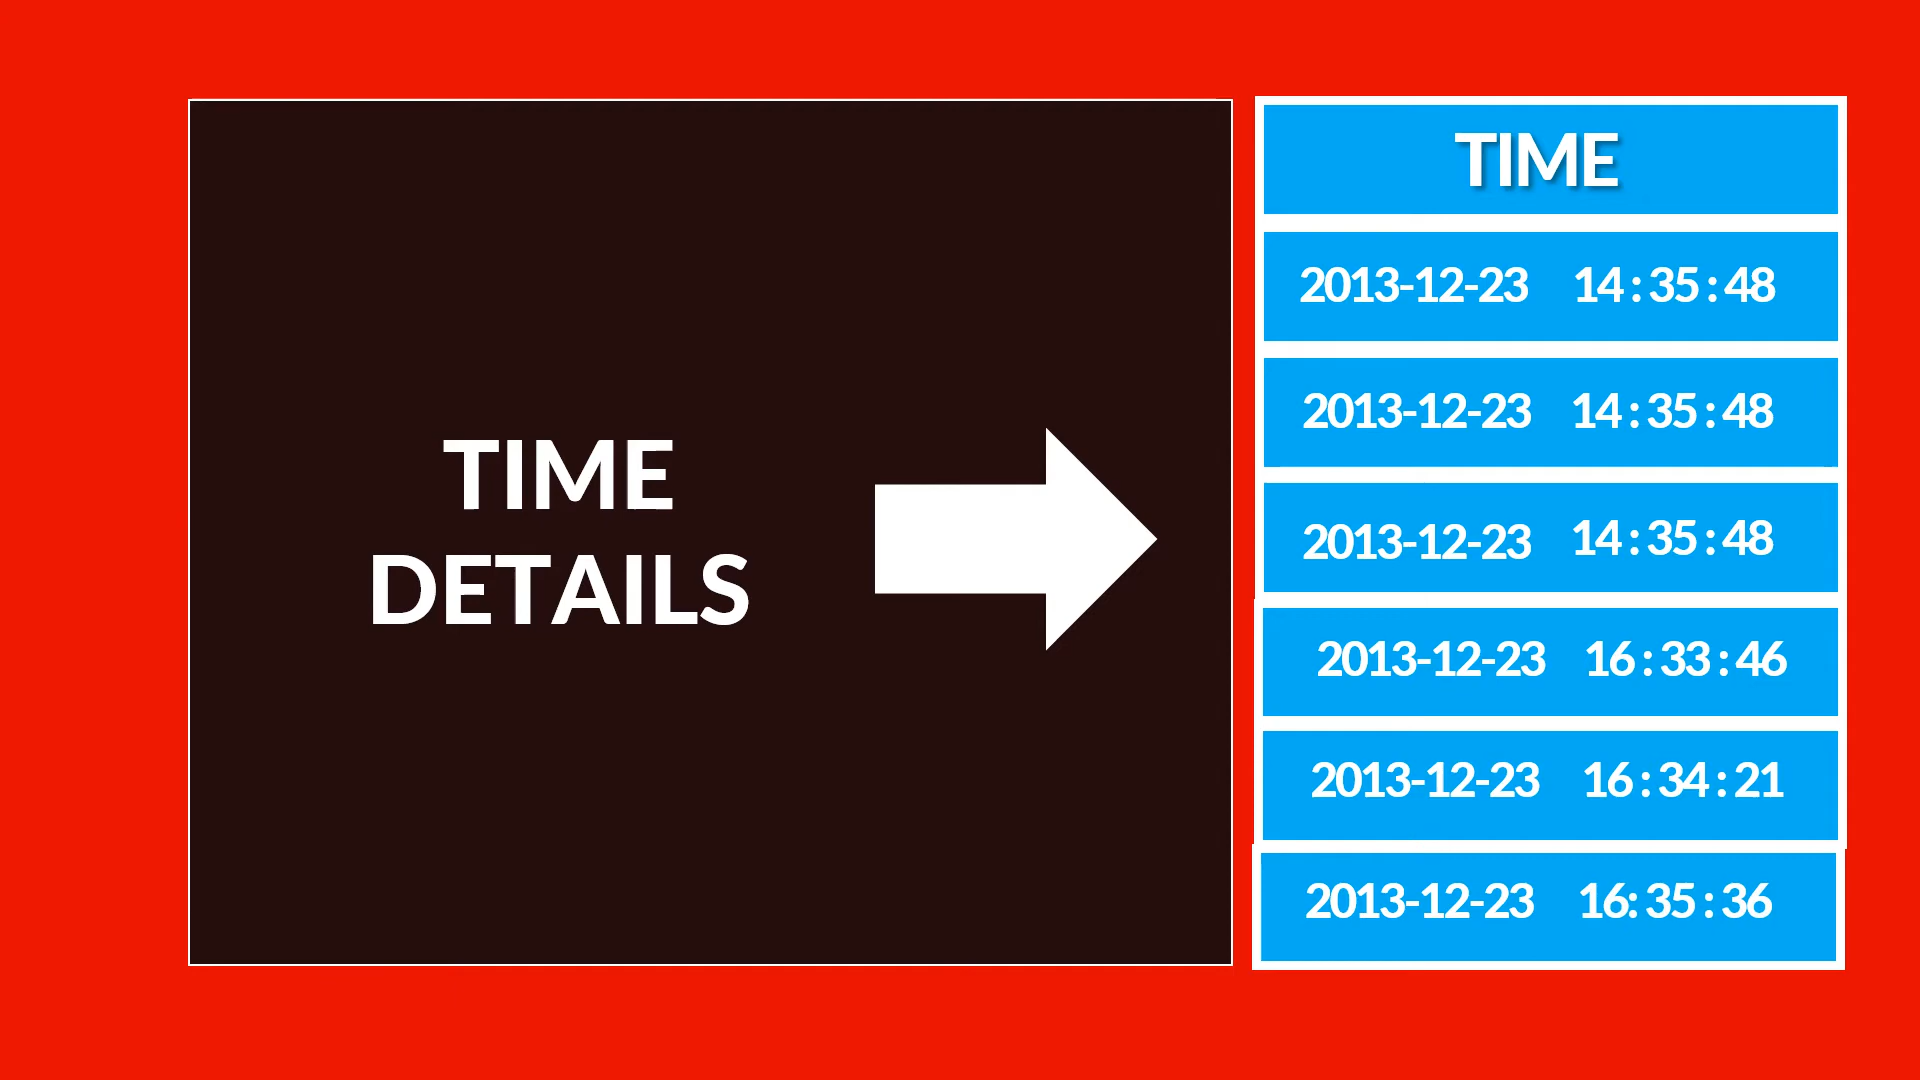 TIME
DETAILS
TIME
2013-12-23 14:35:48
2013-12-23 14:35:48
2013-12-23 14:35:48
2013-12-23 16:33:46
2013-12-23 16:34:21
2013-12-23 16:35:36